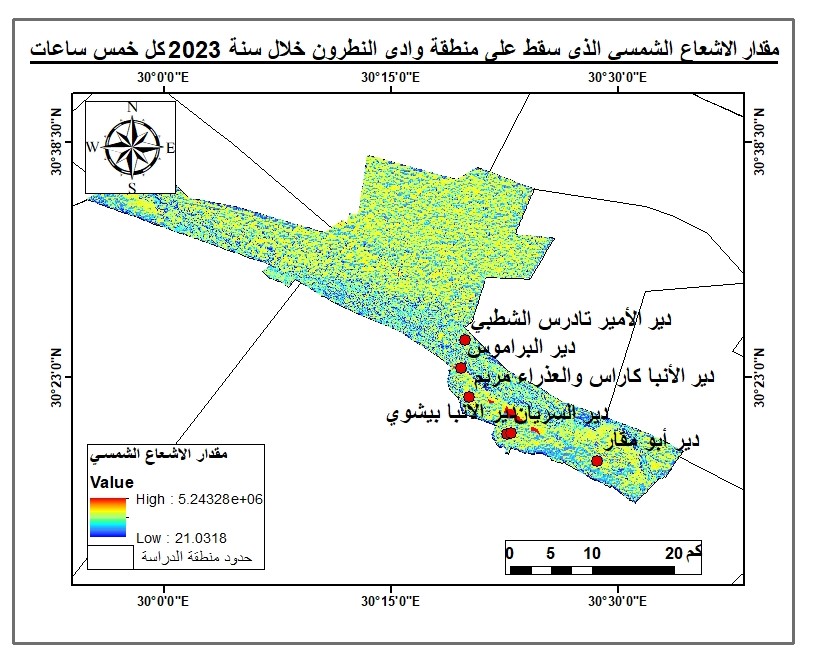 مقدار الاشعاع الشمسي الذى سقط على منطقة وادى النطرون خلال سنة 2023 كل خمس ساعات
30°0'0"E 30°15'0"E 30°30'0"E
N
W E
S
30°38'30"N 30°38'30"N
دير الأمير تادرس الشطبي
دير البراموس
30°23'0"N 30°23'0"N
دير الأنبا كاراس والعذراء مريم
دير السريان دير الأنبا بيشوي
دير أبو مقار
مقدار الاشعاع الشمسي
Value
High : 5.24328e+06
Low : 21.0318
حدود منطقة الدراسة
0 5 10 20 كم
30°0'0"E 30°15'0"E 30°30'0"E